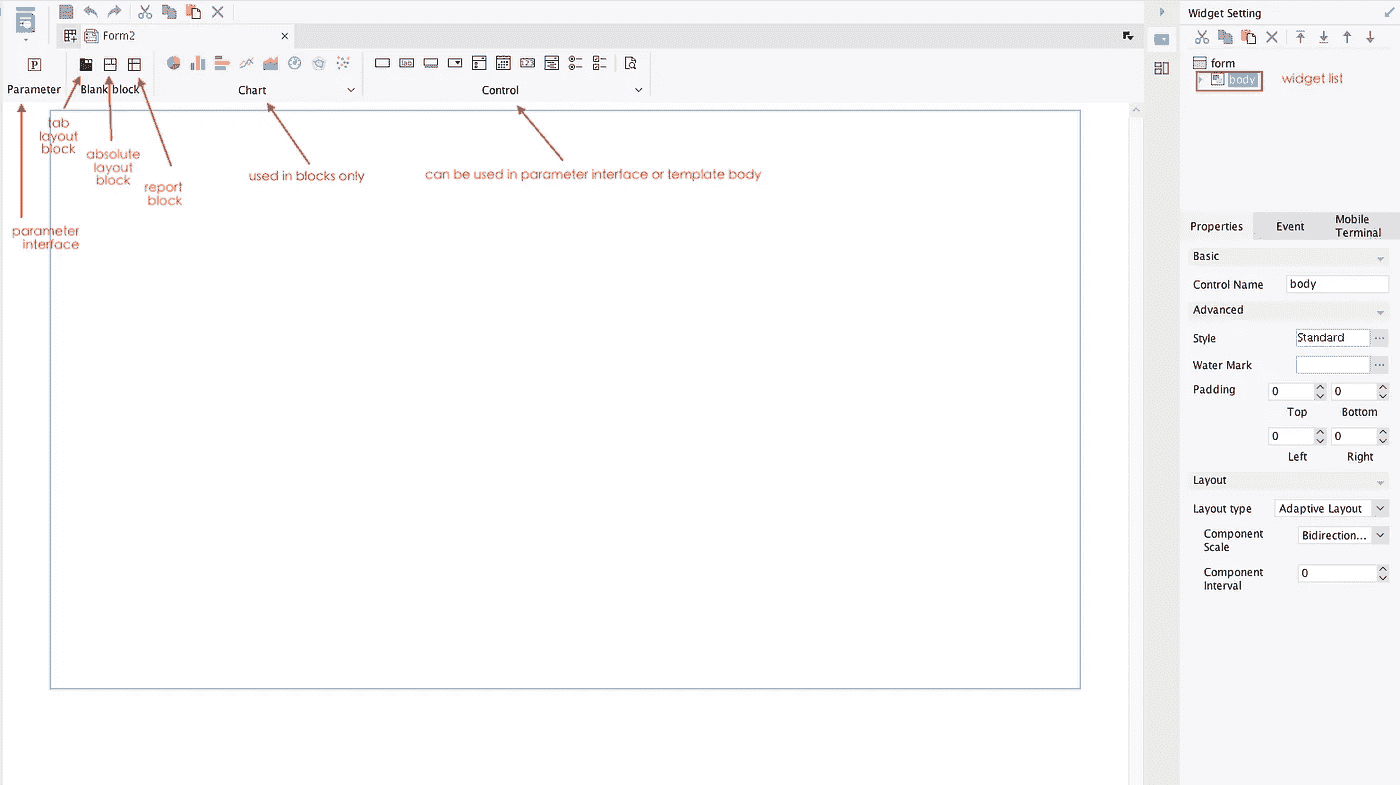 Form2
Widget Setting
P
Parameter
Blank block
Chart
Control
form
body
widget list
tab
layout
block
absolute
layout
block
report
block
used in blocks only
can be used in parameter interface or template body
parameter
interface
Properties
Event
Mobile
Terminal
Basic
Control Name
body
Advanced
Style
Standard
Water Mark
Padding
0
0
Top
Bottom
0
0
Left
Right
Layout
Layout type
Adaptive Layout
Component
Scale
Bidirection...
Component
Interval
0